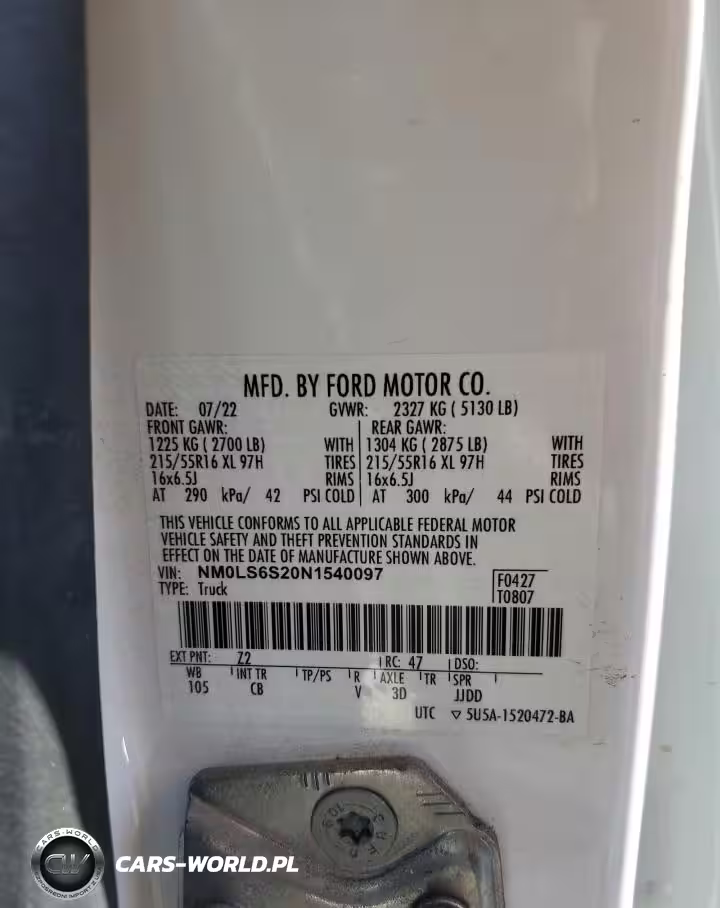 MFD. BY FORD MOTOR CO.
DATE: 07/22 GVWR: 2327 KG ( 5130 LB)
FRONT GAWR: REAR GAWR:
1225 KG ( 2700 LB) WITH 1304 KG ( 2875 LB) WITH
215/55R16 XL 97H TIRES 215/55R16 XL 97H TIRES
16x6.5J RIMS 16x6.5J RIMS
AT 290 kPa/ 42 PSI COLD AT 300 kPa/ 44 PSI COLD
THIS VEHICLE CONFORMS TO ALL APPLICABLE FEDERAL MOTOR
VEHICLE SAFETY AND THEFT PREVENTION STANDARDS IN
EFFECT ON THE DATE OF MANUFACTURE SHOWN ABOVE.
VIN: NM0LS6S20N1540097 F0427
TYPE: Truck T0807
EXT PNT: Z2 RC: 47 DSO:
WB INT TR TP/PS R AXLE TR SPR
105 CB V 3D JJDD
UTC ▽ 5U5A-1520472-BA
CARS-WORLD
CW
CARS-WORLD.PL